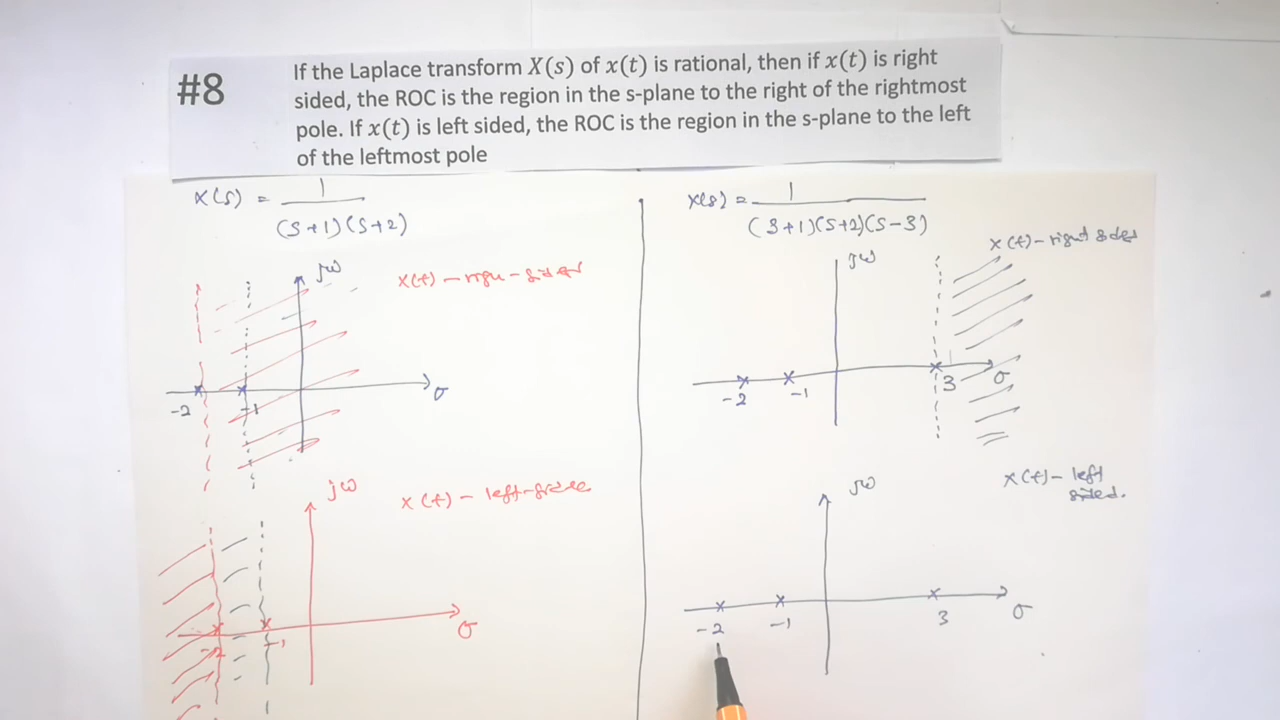 #8
If the Laplace transform X(s) of x(t) is rational, then if x(t) is right
sided, the ROC is the region in the s-plane to the right of the rightmost
pole. If x(t) is left sided, the ROC is the region in the s-plane to the left
of the leftmost pole
X(s) = 1
(s+1)(s+2)
jω
x(t) – righ – sided
-2
-1
σ
jω
x(t) – left-sided
-2
-1
σ
X(s) = 1
(s+1)(s+2)(s-3)
jω
x(t) – right sided
-2
-1
3
σ
jω
x(t) – left
sided.
-2
-1
3
σ